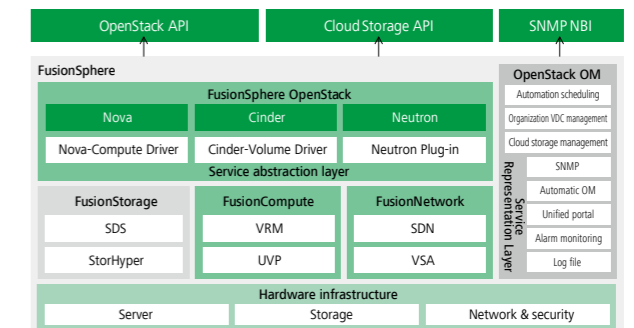 OpenStack API
Cloud Storage API
SNMP NBI
FusionSphere
FusionSphere OpenStack
Nova
Cinder
Neutron
Nova-Compute Driver
Cinder-Volume Driver
Neutron Plug-in
Service abstraction layer
FusionStorage
SDS
StorHyper
FusionCompute
VRM
UVP
FusionNetwork
SDN
VSA
OpenStack OM
Automation scheduling
Organization VDC management
Cloud storage management
Service
Representation Layer
SNMP
Automatic OM
Unified portal
Alarm monitoring
Log file
Hardware infrastructure
Server
Storage
Network & security